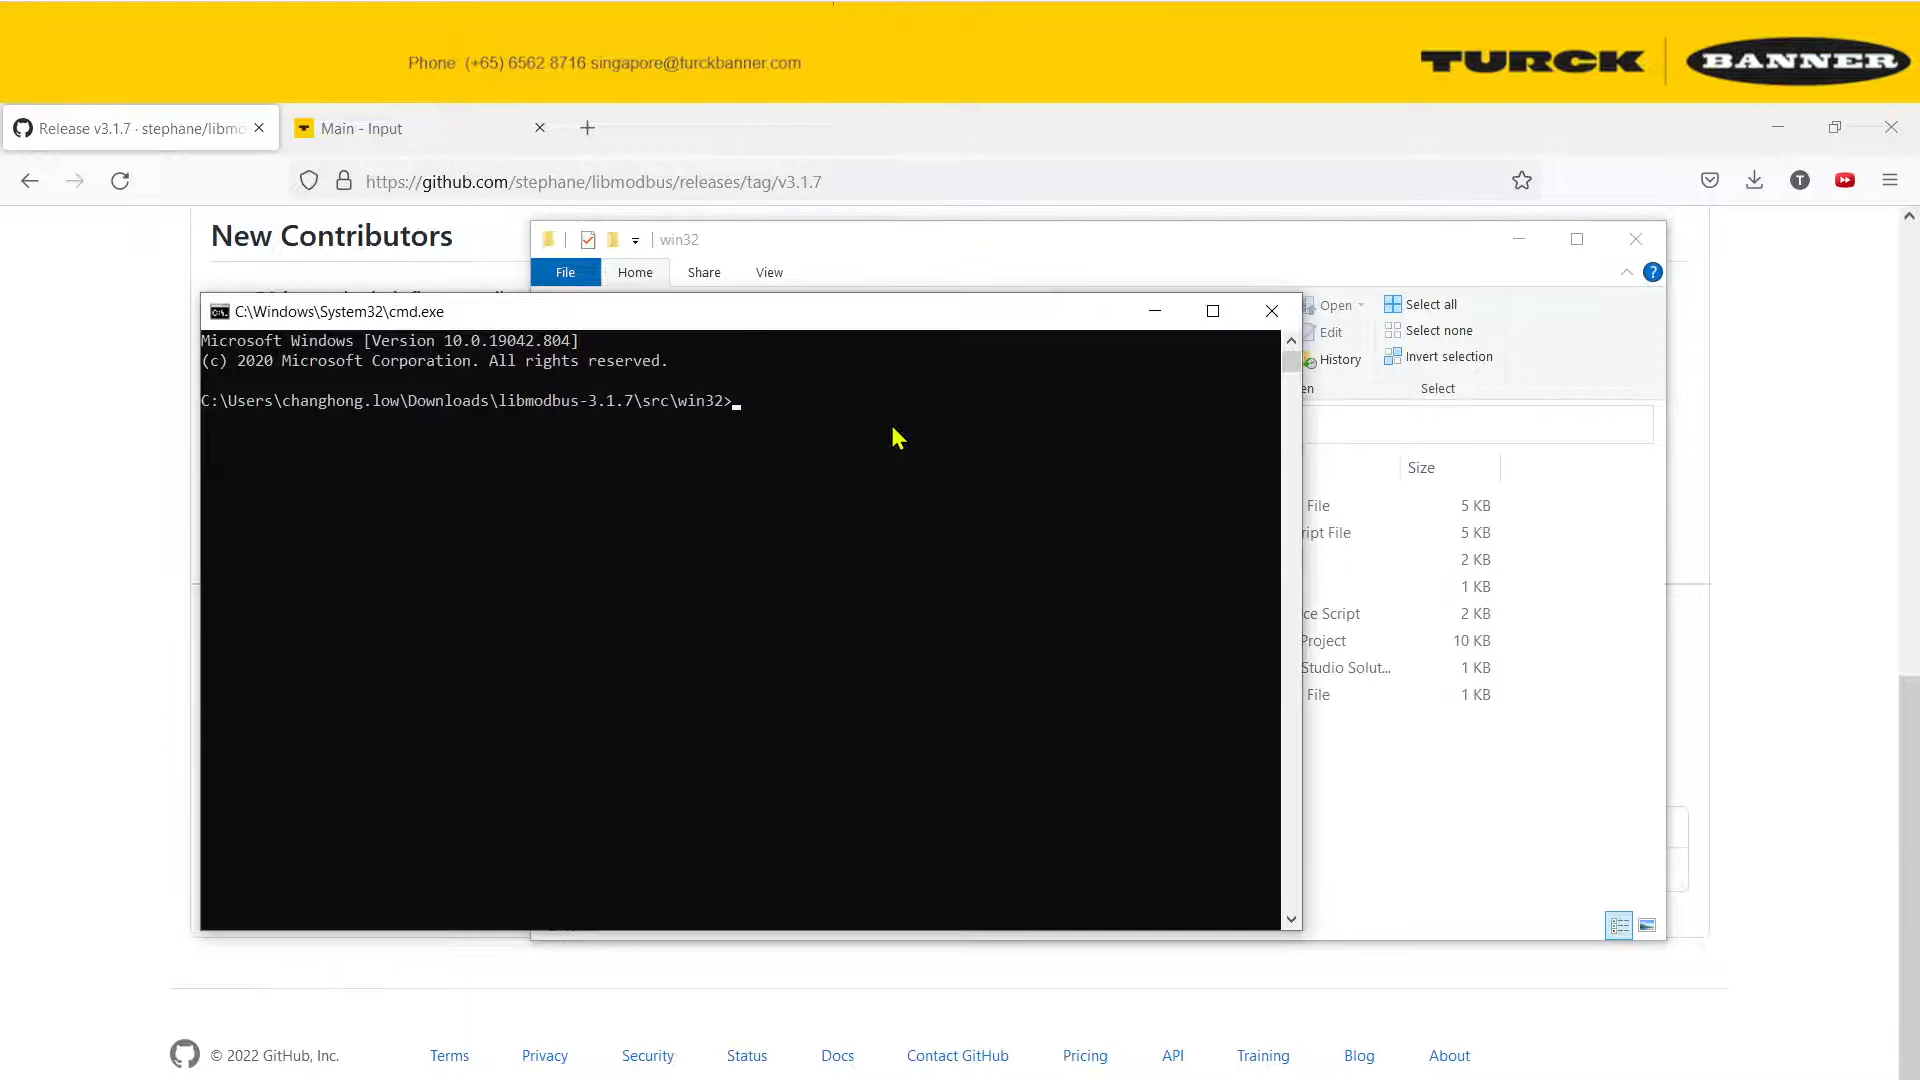 Phone (+65) 6562 8716 singapore@turckbanner.com
TURCK
BANNER
Release v3.1.7 · stephane/libmo
Main - Input
https://github.com/stephane/libmodbus/releases/tag/v3.1.7
New Contributors
win32
File
Home
Share
View
C:\Windows\System32\cmd.exe
Microsoft Windows [Version 10.0.19042.804]
(c) 2020 Microsoft Corporation. All rights reserved.
C:\Users\changhong.low\Downloads\libmodbus-3.1.7\src\win32>
Open
Select all
Edit
Select none
History
Invert selection
en
Select
Size
File 5 KB
ript File 5 KB
2 KB
1 KB
ce Script 2 KB
Project 10 KB
Studio Solut... 1 KB
File 1 KB
© 2022 GitHub, Inc.
Terms
Privacy
Security
Status
Docs
Contact GitHub
Pricing
API
Training
Blog
About